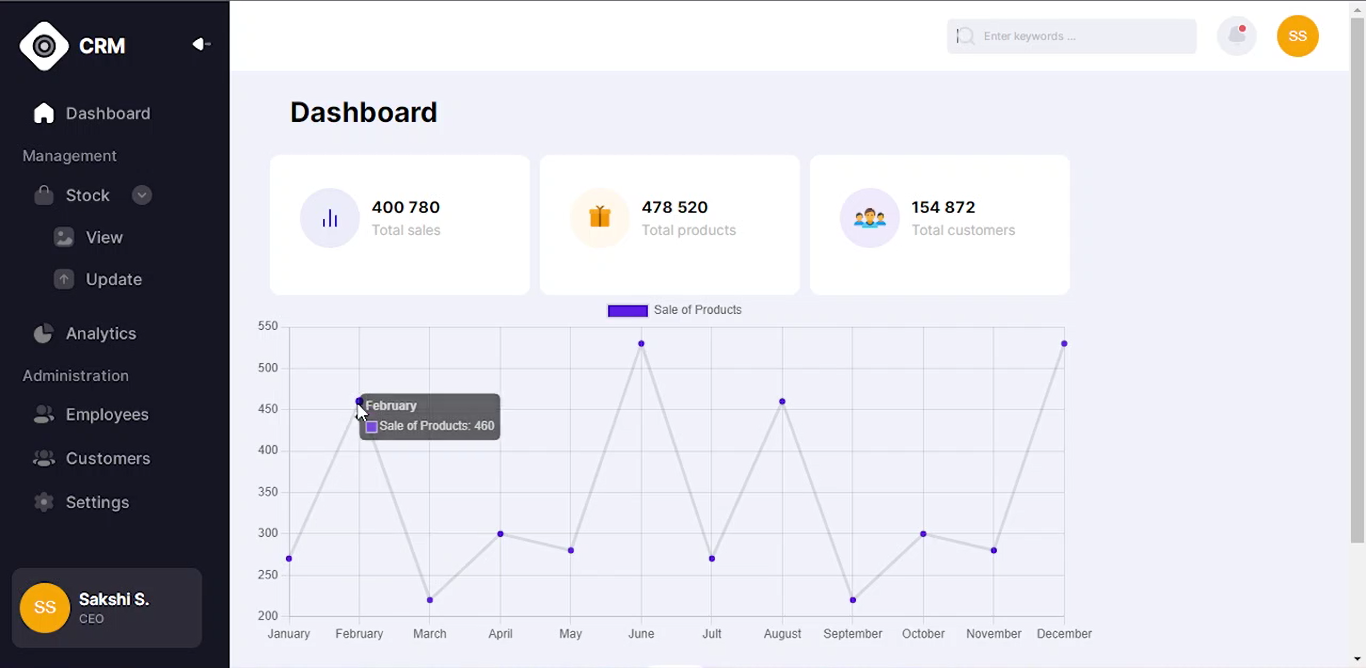 CRM
Enter keywords ...
SS
Dashboard
Management
Stock
View
Update
Analytics
Administration
Employees
Customers
Settings
SS
Sakshi S.
CEO
Dashboard
400 780
Total sales
478 520
Total products
154 872
Total customers
Sale of Products
550
500
450
400
350
300
250
200
February
Sale of Products: 460
January February March April May June Jult August September October November December